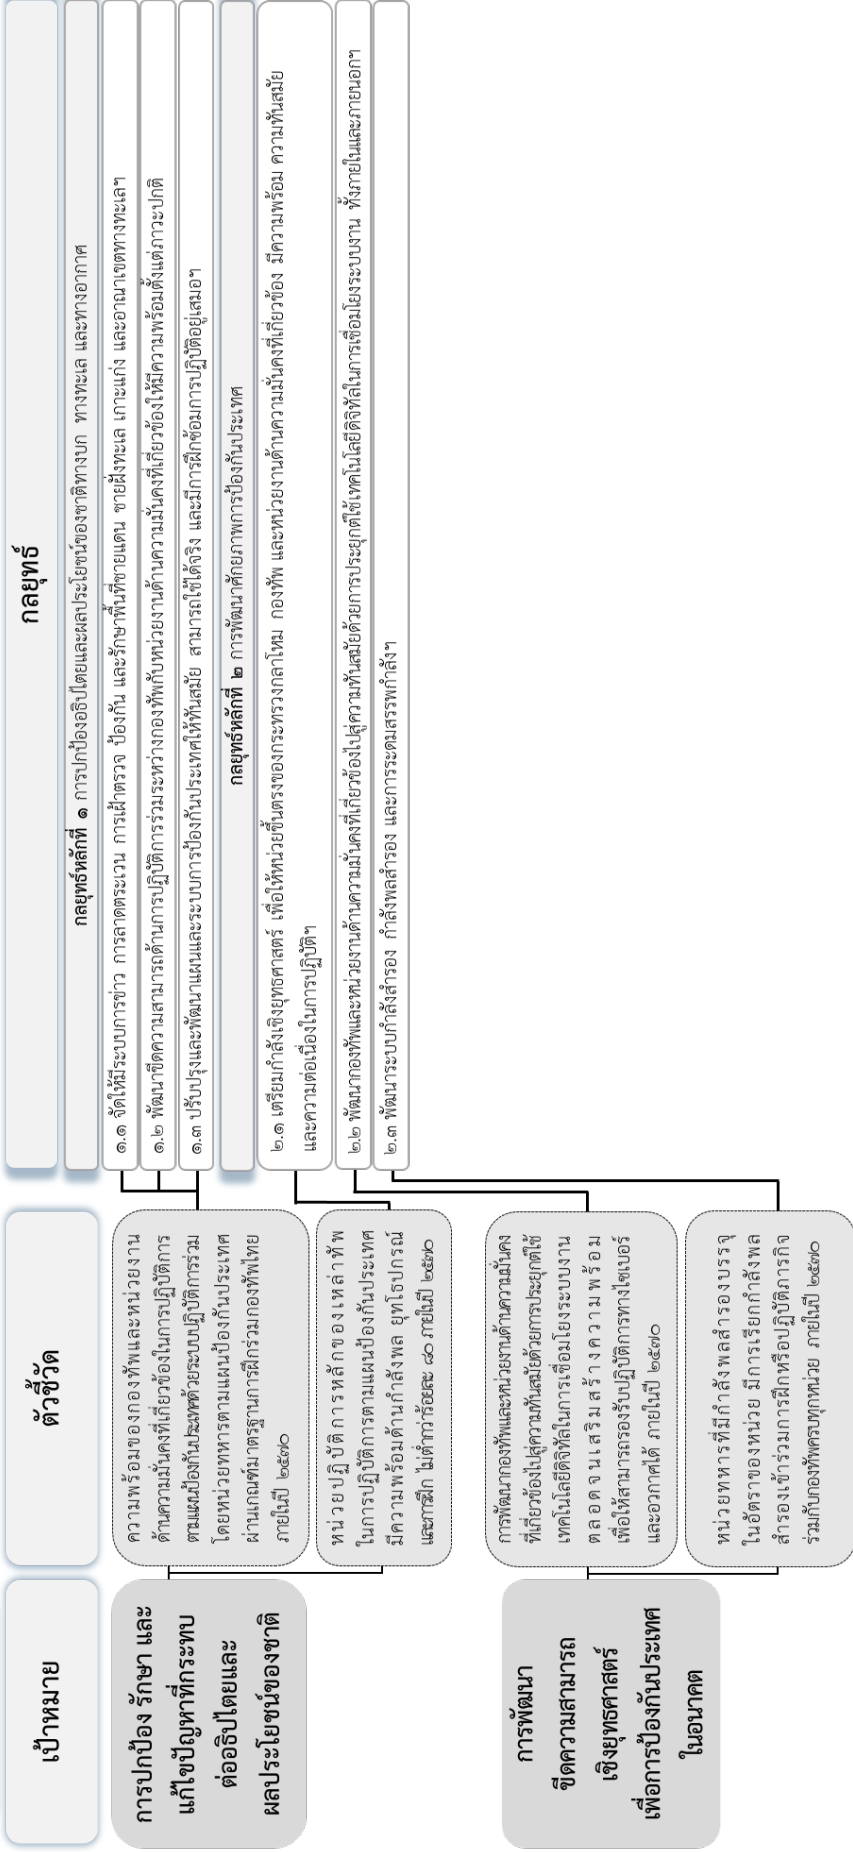 เป้าหมาย
ตัวชี้วัด
กลยุทธ์
การปกป้อง รักษา และ
แก้ไขปัญหาที่กระทบ
ต่ออธิปไตยและ
ผลประโยชน์ของชาติ
ความพร้อมของกองทัพและหน่วยงาน
ด้านความมั่นคงที่เกี่ยวข้องในการปฏิบัติการ
ตามแผนป้องกันประเทศด้วยระบบปฏิบัติการร่วม
โดยหน่วยทหารตามแผนป้องกันประเทศ
ผ่านเกณฑ์มาตรฐานการฝึกร่วมกองทัพไทย
ภายในปี ๒๕๗๐
หน่วยปฏิบัติการหลักของเหล่าทัพ
ในการปฏิบัติการตามแผนป้องกันประเทศ
มีความพร้อมด้านกำลังพล ยุทโธปกรณ์
และการฝึก ไม่ต่ำกว่าร้อยละ ๘๐ ภายในปี ๒๕๗๐
การพัฒนา
ขีดความสามารถ
เชิงยุทธศาสตร์
เพื่อการป้องกันประเทศ
ในอนาคต
การพัฒนากองทัพและหน่วยงานด้านความมั่นคง
ที่เกี่ยวข้องไปสู่ความทันสมัยด้วยการประยุกต์ใช้
เทคโนโลยีดิจิทัลในการเชื่อมโยงระบบงาน
ตลอดจนเสริมสร้างความพร้อม
เพื่อให้สามารถรองรับปฏิบัติการทางไซเบอร์
และอวกาศได้ ภายในปี ๒๕๗๐
หน่วยทหารที่มีกำลังพลสำรองบรรจุ
ในอัตราของหน่วย มีการเรียกกำลังพล
สำรองเข้าร่วมการฝึกหรือปฏิบัติภารกิจ
ร่วมกับกองทัพครบทุกหน่วย ภายในปี ๒๕๗๐
กลยุทธ์หลักที่ ๑ การปกป้องอธิปไตยและผลประโยชน์ของชาติทางบก ทางทะเล และทางอากาศ
๑.๑ จัดให้มีระบบการข่าว การลาดตระเวน การเฝ้าตรวจ ป้องกัน และรักษาพื้นที่ชายแดน ชายฝั่งทะเล เกาะแก่ง และอาณาเขตทางทะเลฯ
๑.๒ พัฒนาขีดความสามารถด้านการปฏิบัติการร่วมระหว่างกองทัพกับหน่วยงานด้านความมั่นคงที่เกี่ยวข้องให้มีความพร้อมตั้งแต่ภาวะปกติ
๑.๓ ปรับปรุงและพัฒนาแผนและระบบการป้องกันประเทศให้ทันสมัย สามารถใช้ได้จริง และมีการฝึกซ้อมการปฏิบัติอยู่เสมอฯ
กลยุทธ์หลักที่ ๒ การพัฒนาศักยภาพการป้องกันประเทศ
๒.๑ เตรียมกำลังเชิงยุทธศาสตร์ เพื่อให้หน่วยขึ้นตรงของกระทรวงกลาโหม กองทัพ และหน่วยงานด้านความมั่นคงที่เกี่ยวข้อง มีความพร้อม ความทันสมัย
และความต่อเนื่องในการปฏิบัติฯ
๒.๒ พัฒนากองทัพและหน่วยงานด้านความมั่นคงที่เกี่ยวข้องไปสู่ความทันสมัยด้วยการประยุกต์ใช้เทคโนโลยีดิจิทัลในการเชื่อมโยงระบบงาน ทั้งภายในและภายนอกฯ
๒.๓ พัฒนาระบบกำลังสำรอง กำลังพลสำรอง และการระดมสรรพกำลังฯ